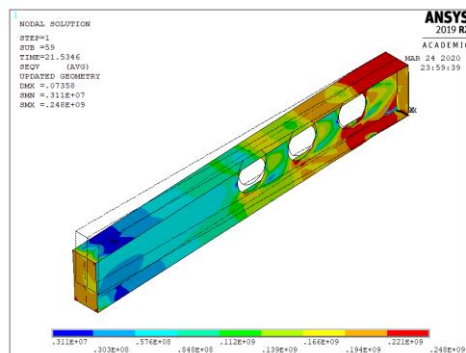 1
NODAL SOLUTION
STEP=1
SUB =59
TIME=21.5346
SEQV (AVG)
UPDATED GEOMETRY
DMX =.07358
SMN =.311E+07
SMX =.248E+09
ANSYS
2019 R2
ACADEMIC
MAR 24 2020
23:59:39
.311E+07 .576E+08 .112E+09 .166E+09 .221E+09
.303E+08 .848E+08 .139E+09 .194E+09 .248E+09